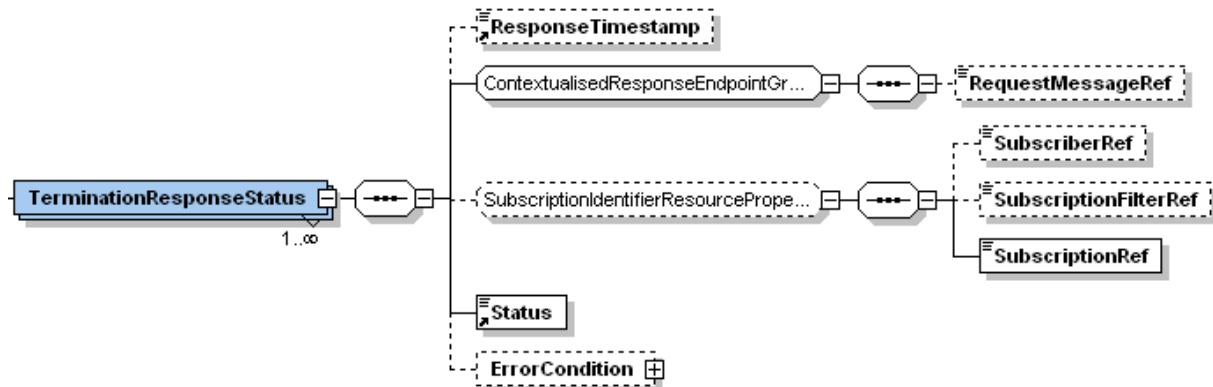 ResponseTimestamp
ContextualisedResponseEndpointGr...
RequestMessageRef
SubscriberRef
TerminationResponseStatus
1..∞
SubscriptionIdentifierResourcePrope...
SubscriptionFilterRef
SubscriptionRef
Status
ErrorCondition